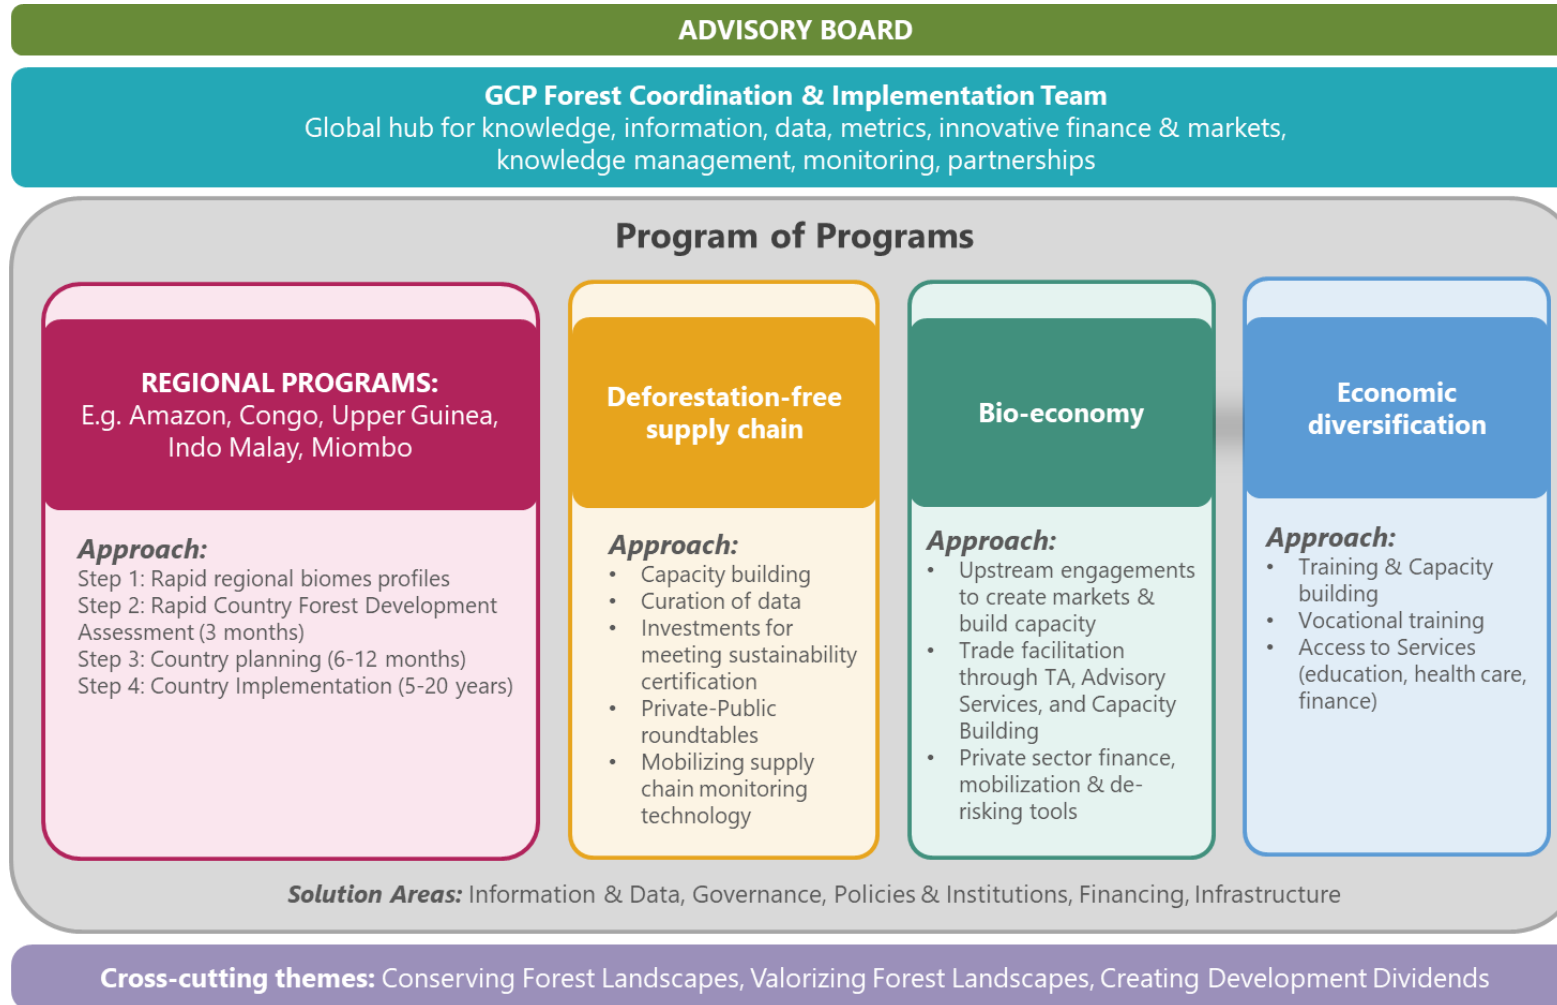 ADVISORY BOARD
GCP Forest Coordination & Implementation Team
Global hub for knowledge, information, data, metrics, innovative finance & markets,
knowledge management, monitoring, partnerships
Program of Programs
REGIONAL PROGRAMS:
E.g. Amazon, Congo, Upper Guinea,
Indo Malay, Miombo
Approach:
Step 1: Rapid regional biomes profiles
Step 2: Rapid Country Forest Development
Assessment (3 months)
Step 3: Country planning (6-12 months)
Step 4: Country Implementation (5-20 years)
Deforestation-free
supply chain
Approach:
• Capacity building
• Curation of data
• Investments for
meeting sustainability
certification
• Private-Public
roundtables
• Mobilizing supply
chain monitoring
technology
Bio-economy
Approach:
• Upstream engagements
to create markets &
build capacity
• Trade facilitation
through TA, Advisory
Services, and Capacity
Building
• Private sector finance,
mobilization & de-
risking tools
Economic
diversification
Approach:
• Training & Capacity
building
• Vocational training
• Access to Services
(education, health care,
finance)
Solution Areas: Information & Data, Governance, Policies & Institutions, Financing, Infrastructure
Cross-cutting themes: Conserving Forest Landscapes, Valorizing Forest Landscapes, Creating Development Dividends